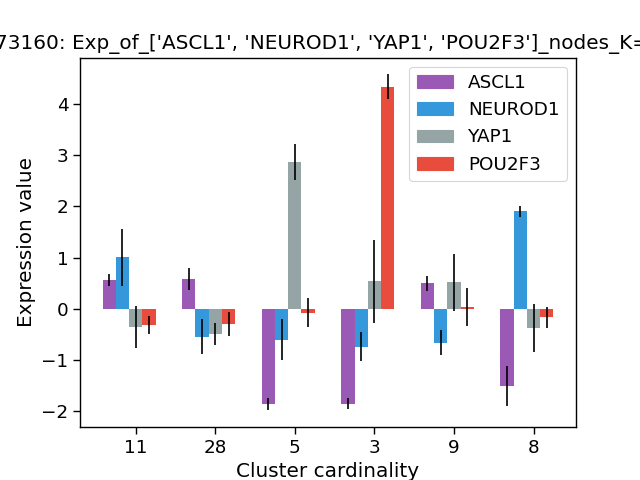 73160: Exp_of_['ASCL1', 'NEUROD1', 'YAP1', 'POU2F3']_nodes_K=
ASCL1
NEUROD1
YAP1
POU2F3
Expression value
4
3
2
1
0
−1
−2
11 28 5 3 9 8
Cluster cardinality